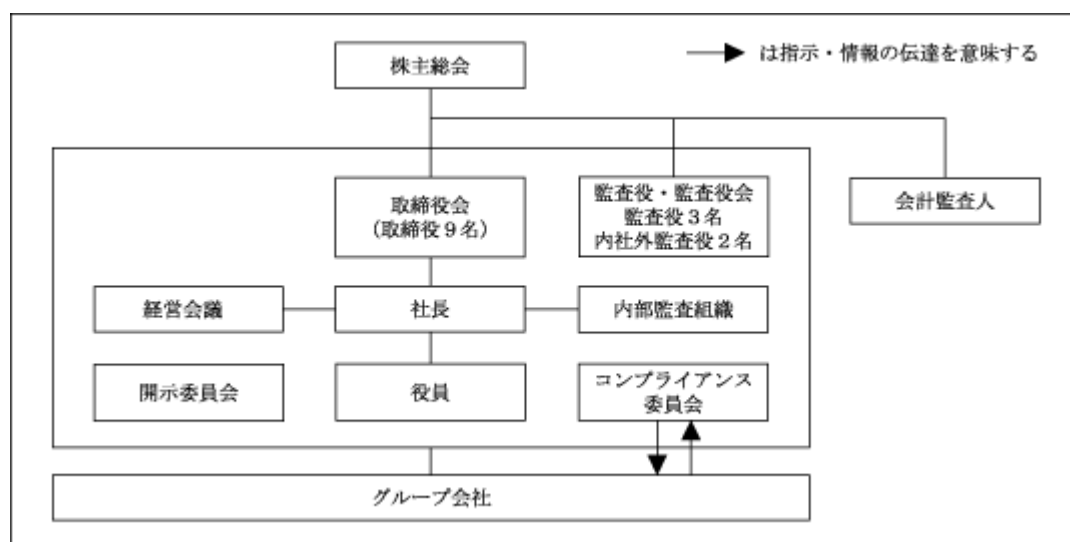 株主総会
は指示・情報の伝達を意味する
取締役会
(取締役9名)
監査役・監査役会
監査役3名
内社外監査役2名
会計監査人
経営会議
社長
内部監査組織
開示委員会
役員
コンプライアンス
委員会
グループ会社